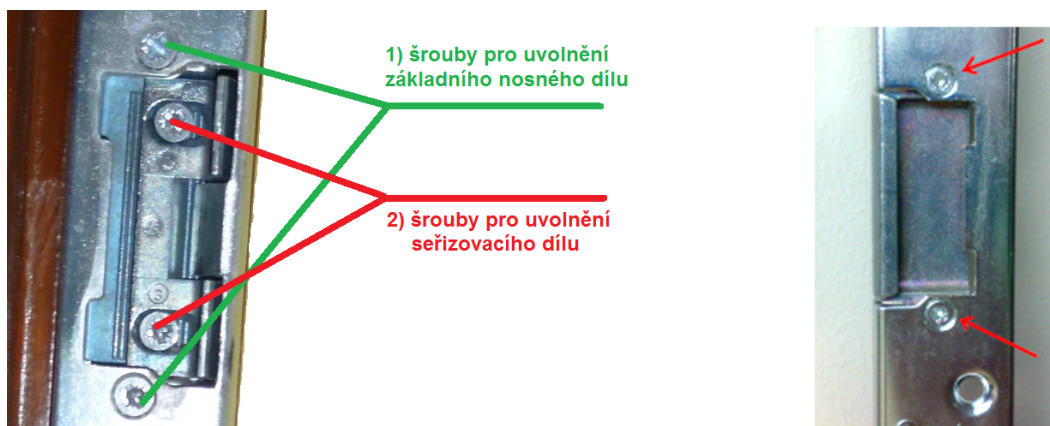 1) šrouby pro uvolnění
základního nosného dílu
2) šrouby pro uvolnění
seřizovacího dílu